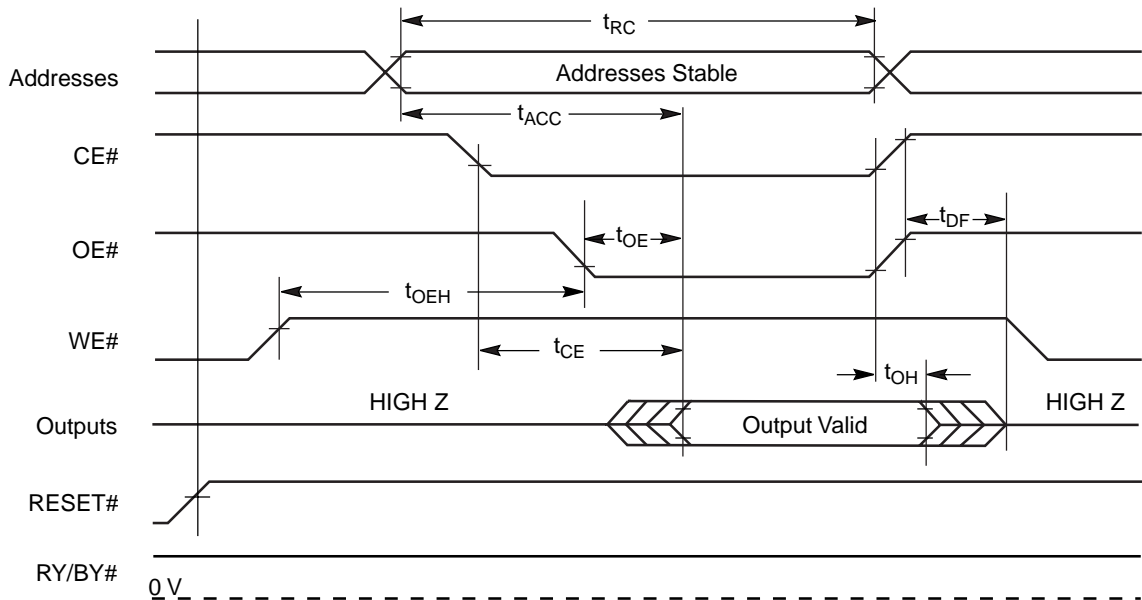 tRC
Addresses
Addresses Stable
tACC
CE#
tDF
OE#
tOE
tOEH
WE#
tCE
tOH
HIGH Z
HIGH Z
Outputs
Output Valid
RESET#
RY/BY#
0 V